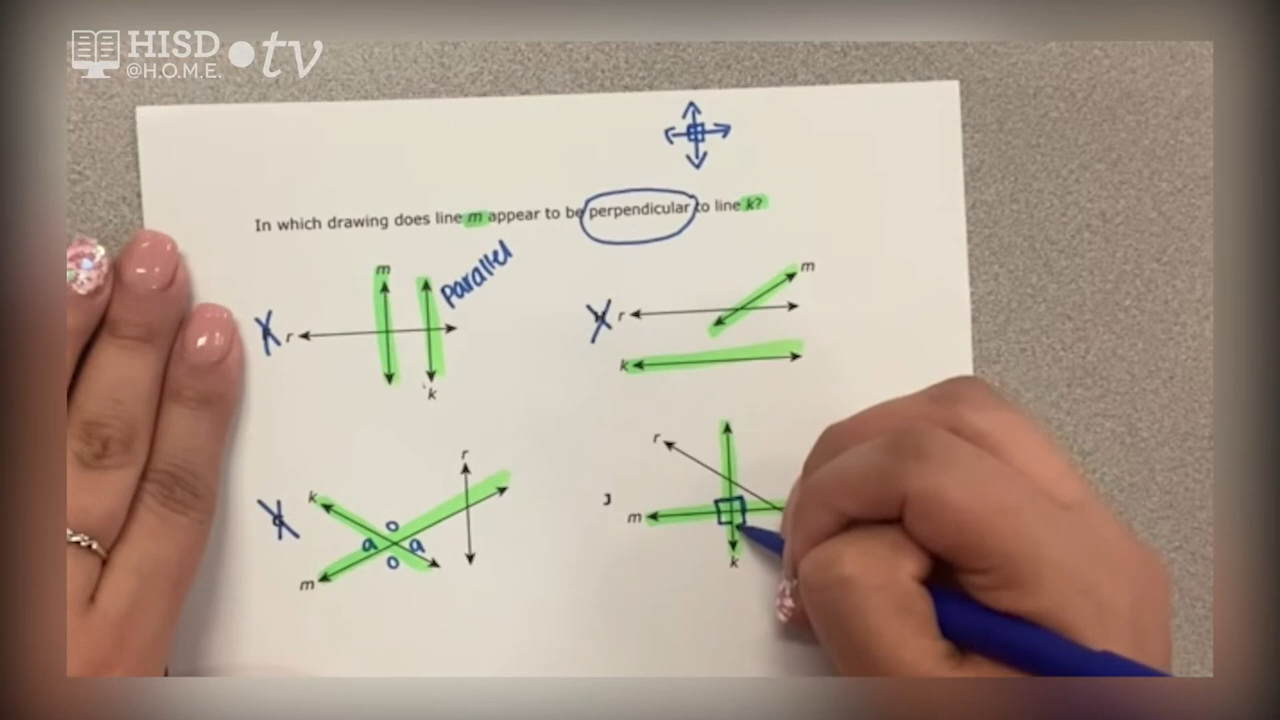 HISD
@H.O.M.E.
tv
In which drawing does line m appear to be perpendicular to line k?
m
parallel
X r
k
m
X r
k
r
k
X
a o a
o
m
r
J
m
k